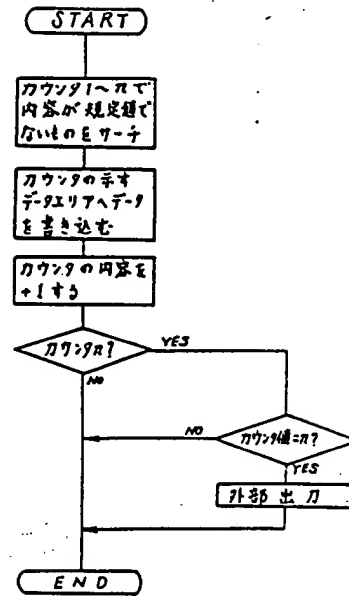 START
カウンタ1〜nで
内容が規定値で
ないものをサーチ
カウンタの示す
データエリアへデータ
を書き込む
カウンタの内容を
+1する
カウンタn?
YES
NO
NO
カウンタ値=n?
YES
外部出力
END